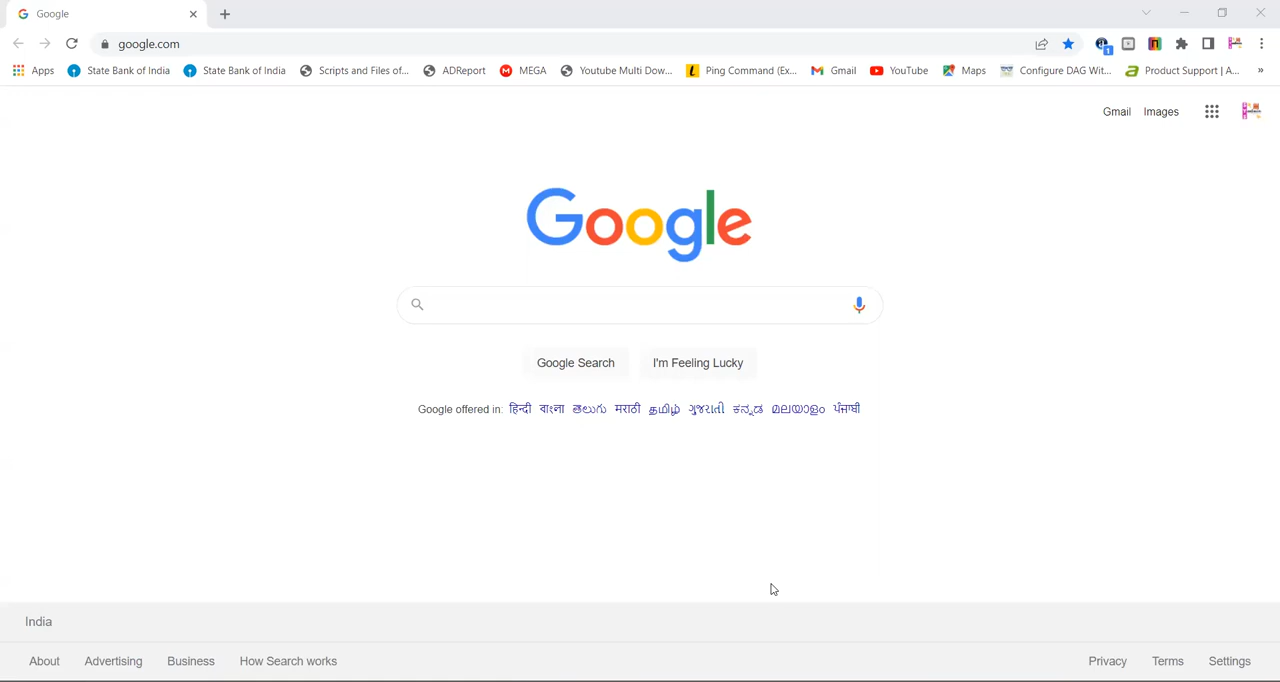 Google
google.com
1
Apps State Bank of India State Bank of India Scripts and Files of... ADReport MEGA Youtube Multi Dow... Ping Command (Ex... Gmail YouTube Maps Configure DAG Wit... Product Support | A... »
Gmail Images
Google
Google Search I'm Feeling Lucky
Google offered in: हिन्दी বাংলা తెలుగు मराठी தமிழ் ગુજરાતી ಕನ್ನಡ മലയാളം ਪੰਜਾਬੀ
India
About Advertising Business How Search works Privacy Terms Settings